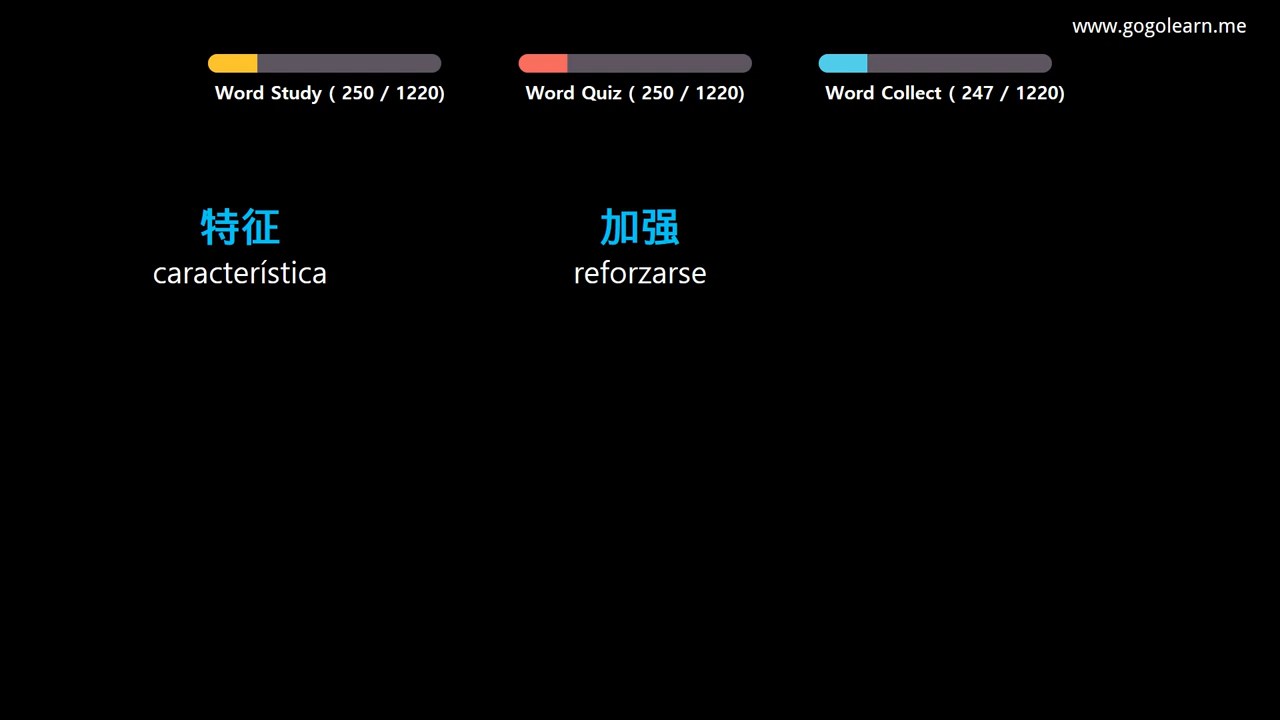 www.gogolearn.me
Word Study ( 250 / 1220)
Word Quiz ( 250 / 1220)
Word Collect ( 247 / 1220)
特征
característica
加强
reforzarse